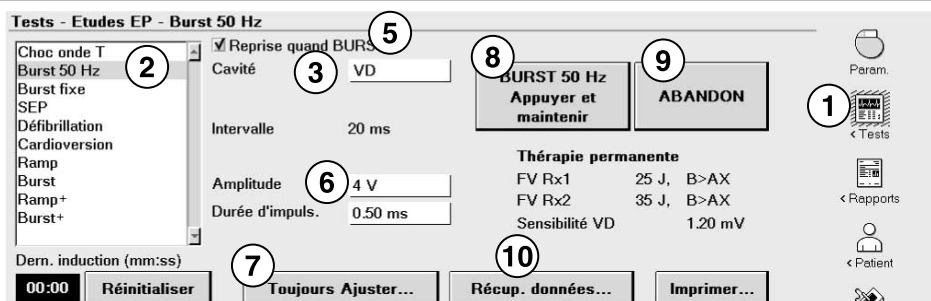 Tests - Etudes EP - Burst 50 Hz
Choc onde T
Burst 50 Hz
Burst fixe
SEP
Défibrillation
Cardioversion
Ramp
Burst
Ramp+
Burst+
2
Reprise quand BURS
5
Cavité
3
VD
Intervalle
20 ms
Amplitude
6
4 V
Durée d'impuls.
0.50 ms
8
BURST 50 Hz
Appuyer et
maintenir
9
ABANDON
Thérapie permanente
FV Rx1 25 J, B>AX
FV Rx2 35 J, B>AX
Sensibilité VD 1.20 mV
Dern. induction (mm:ss)
00:00
Réinitialiser
7
Toujours Ajuster...
10
Récup. données...
Imprimer...
Param.
1
< Tests
< Rapports
< Patient